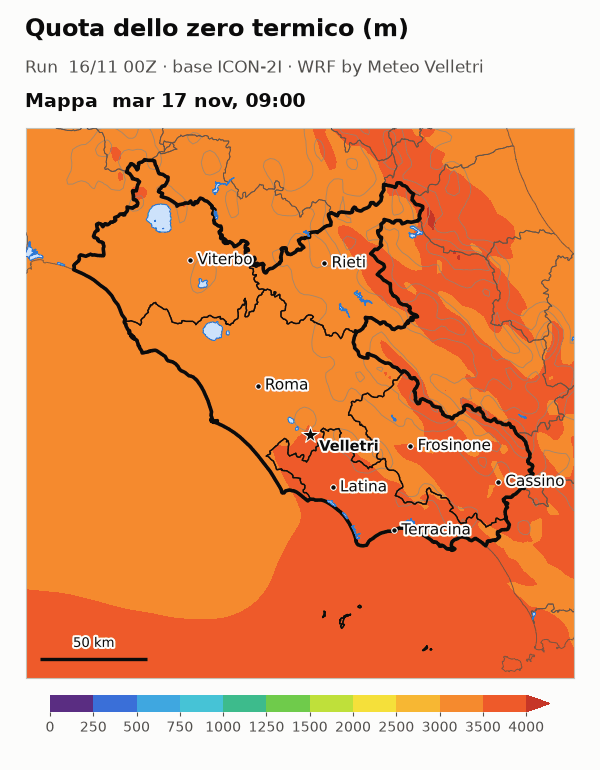 Quota dello zero termico (m)
Run  16/11 00Z · base ICON-2I · WRF by Meteo Velletri
Mappa  mar 17 nov, 09:00
Viterbo
Rieti
Roma
Velletri
Frosinone
Cassino
Latina
Terracina
50 km
0 250 500 750 1000 1250 1500 2000 2500 3000 3500 4000